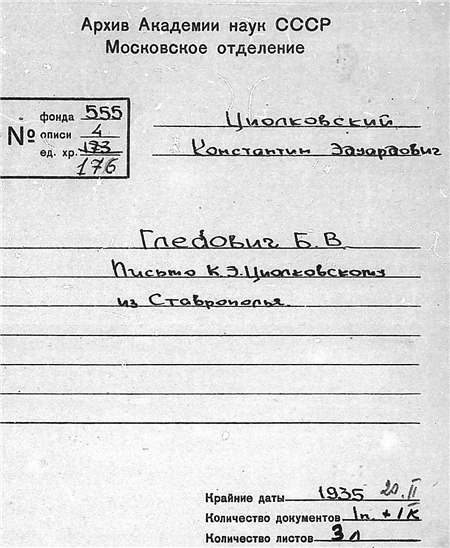 Архив Академии наук СССР
Московское отделение
№
фонда 555
описи 4
ед. хр. 173
176
Циолковский
Константин Эдуардович
Глебович Б. В.
Письмо К.Э.Циолковскому
из Ставрополья.
Крайние даты 1935 20.II
Количество документов 1п. + 1к
Количество листов 3 л